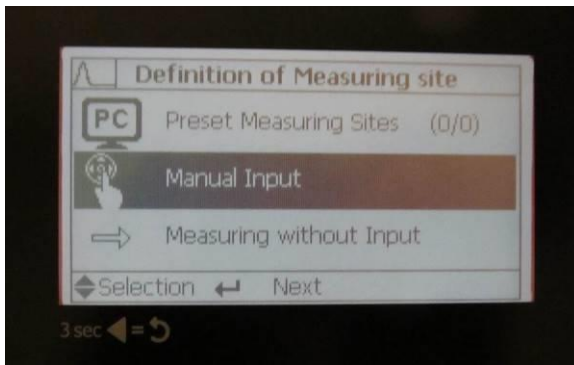 Definition of Measuring site
PC Preset Measuring Sites (0/0)
Manual Input
Measuring without Input
Selection Next
3 sec =